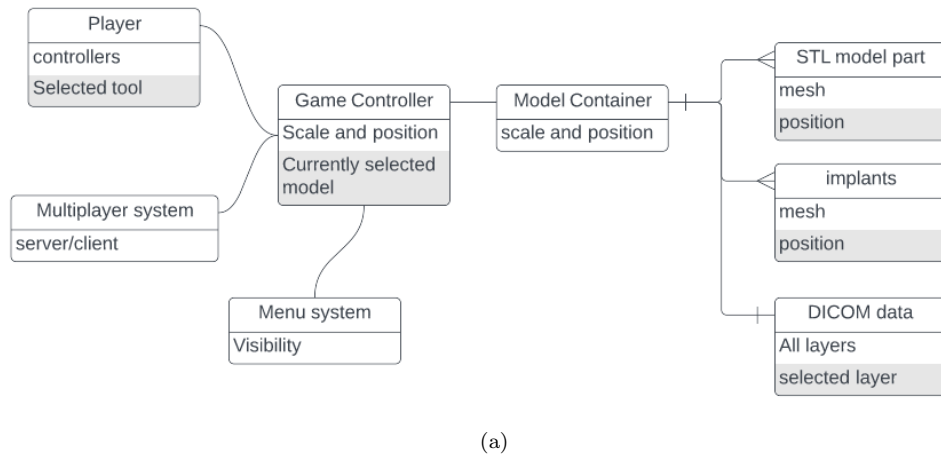 Player
controllers
Selected tool
Multiplayer system
server/client
Game Controller
Scale and position
Currently selected
model
Menu system
Visibility
Model Container
scale and position
STL model part
mesh
position
implants
mesh
position
DICOM data
All layers
selected layer
(a)